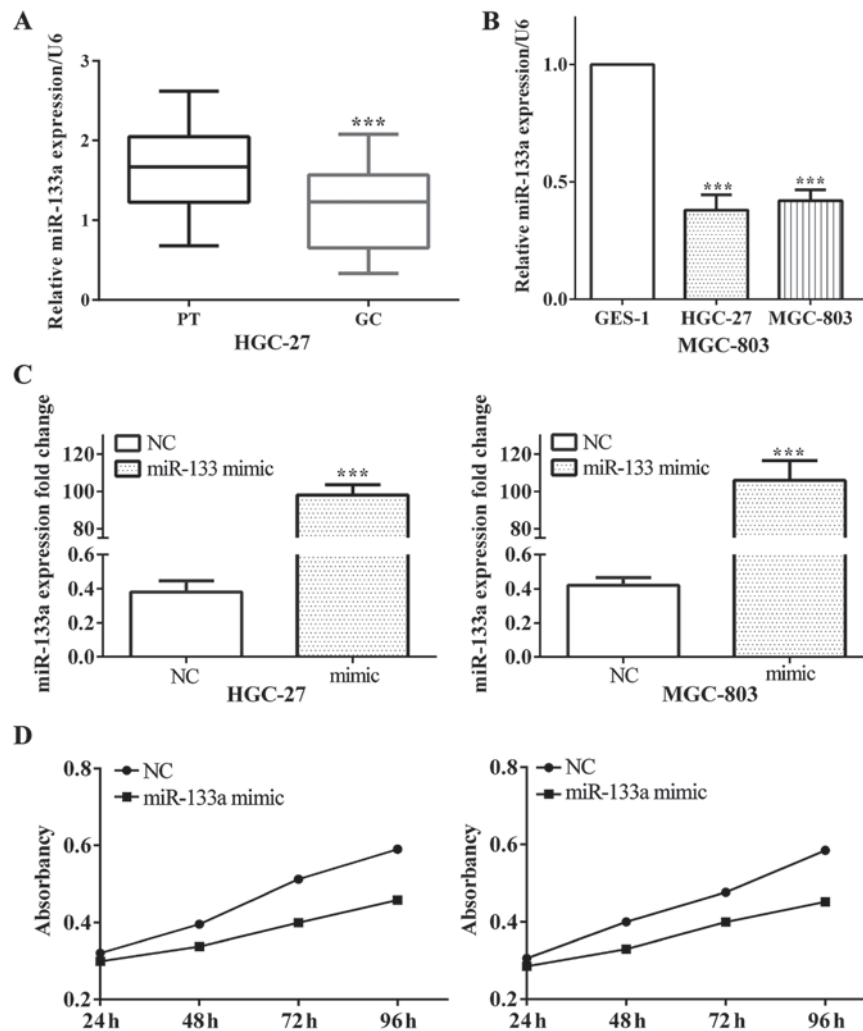 A
Relative miR-133a expression/U6
3
2
1
0
***
PT
GC
HGC-27
B
Relative miR-133a expression/U6
1.0
0.5
0.0
***
***
GES-1
HGC-27
MGC-803
MGC-803
C
miR-133a expression fold change
NC
miR-133 mimic
120
100
80
0.6
0.4
0.2
0.0
***
NC
mimic
HGC-27
miR-133a expression fold change
NC
miR-133 mimic
120
100
80
0.6
0.4
0.2
0.0
***
NC
mimic
MGC-803
D
Absorbancy
0.8
0.6
0.4
0.2
NC
miR-133a mimic
24 h
48 h
72 h
96 h
Absorbancy
0.8
0.6
0.4
0.2
NC
miR-133a mimic
24 h
48 h
72 h
96 h